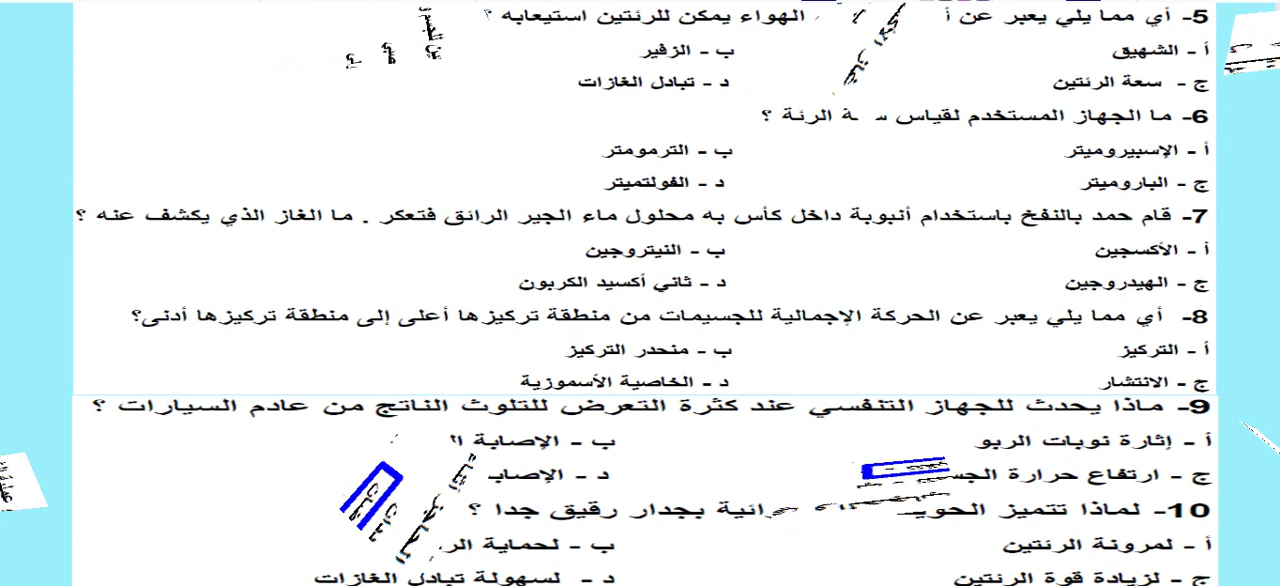 5- أي مما يلي يعبر عن أ الهواء يمكن للرئتين استيعابه ؟
أ - الشهيق
ب - الزفير
ج - سعة الرئتين
د - تبادل الغازات
6- ما الجهاز المستخدم لقياس الرئة ؟
أ - الإسبيروميتر
ب - الترمومتر
ج - الباروميتر
د - الفولتميتر
7- قام حمد بالنفخ باستخدام أنبوبة داخل كأس به محلول ماء الجير الرائق فتعكر . ما الغاز الذي يكشف عنه ؟
أ - الأكسجين
ب - النيتروجين
ج - الهيدروجين
د - ثاني أكسيد الكربون
8- أي مما يلي يعبر عن الحركة الإجمالية للجسيمات من منطقة تركيزها أعلى إلى منطقة تركيزها أدنى؟
أ - التركيز
ب - منحدر التركيز
ج - الانتشار
د - الخاصية الأسموزية
9- ماذا يحدث للجهاز التنفسي عند كثرة التعرض للتلوث الناتج من عادم السيارات ؟
أ - إثارة نوبات الربو
ب - الإصابة
ج - ارتفاع حرارة
د -
10- لماذا تتميز بجدار رقيق جدا ؟
أ - لمرونة الرئتين
ب - لحماية
ج - لزيادة قوة الرئتين
د - لسهولة تبادل الغازات